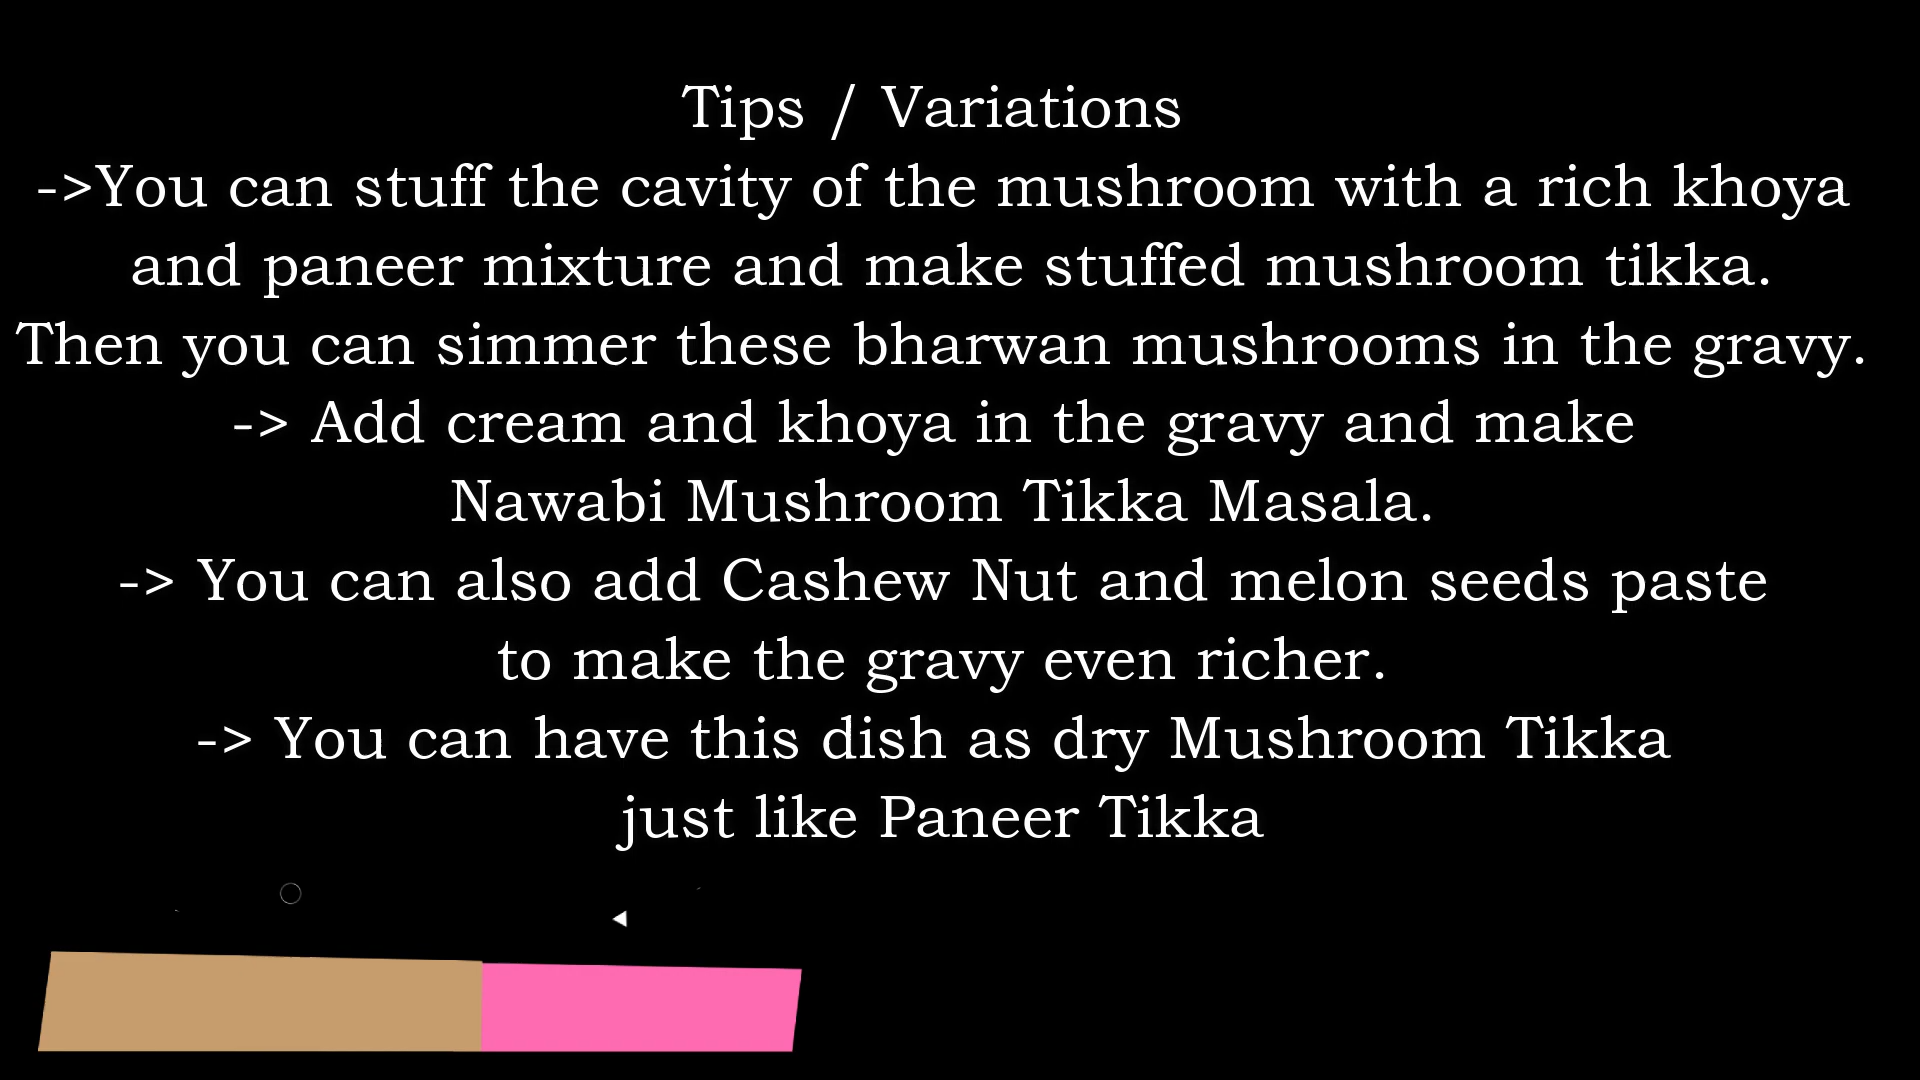 Tips / Variations
->You can stuff the cavity of the mushroom with a rich khoya
and paneer mixture and make stuffed mushroom tikka.
Then you can simmer these bharwan mushrooms in the gravy.
-> Add cream and khoya in the gravy and make
Nawabi Mushroom Tikka Masala.
-> You can also add Cashew Nut and melon seeds paste
to make the gravy even richer.
-> You can have this dish as dry Mushroom Tikka
just like Paneer Tikka